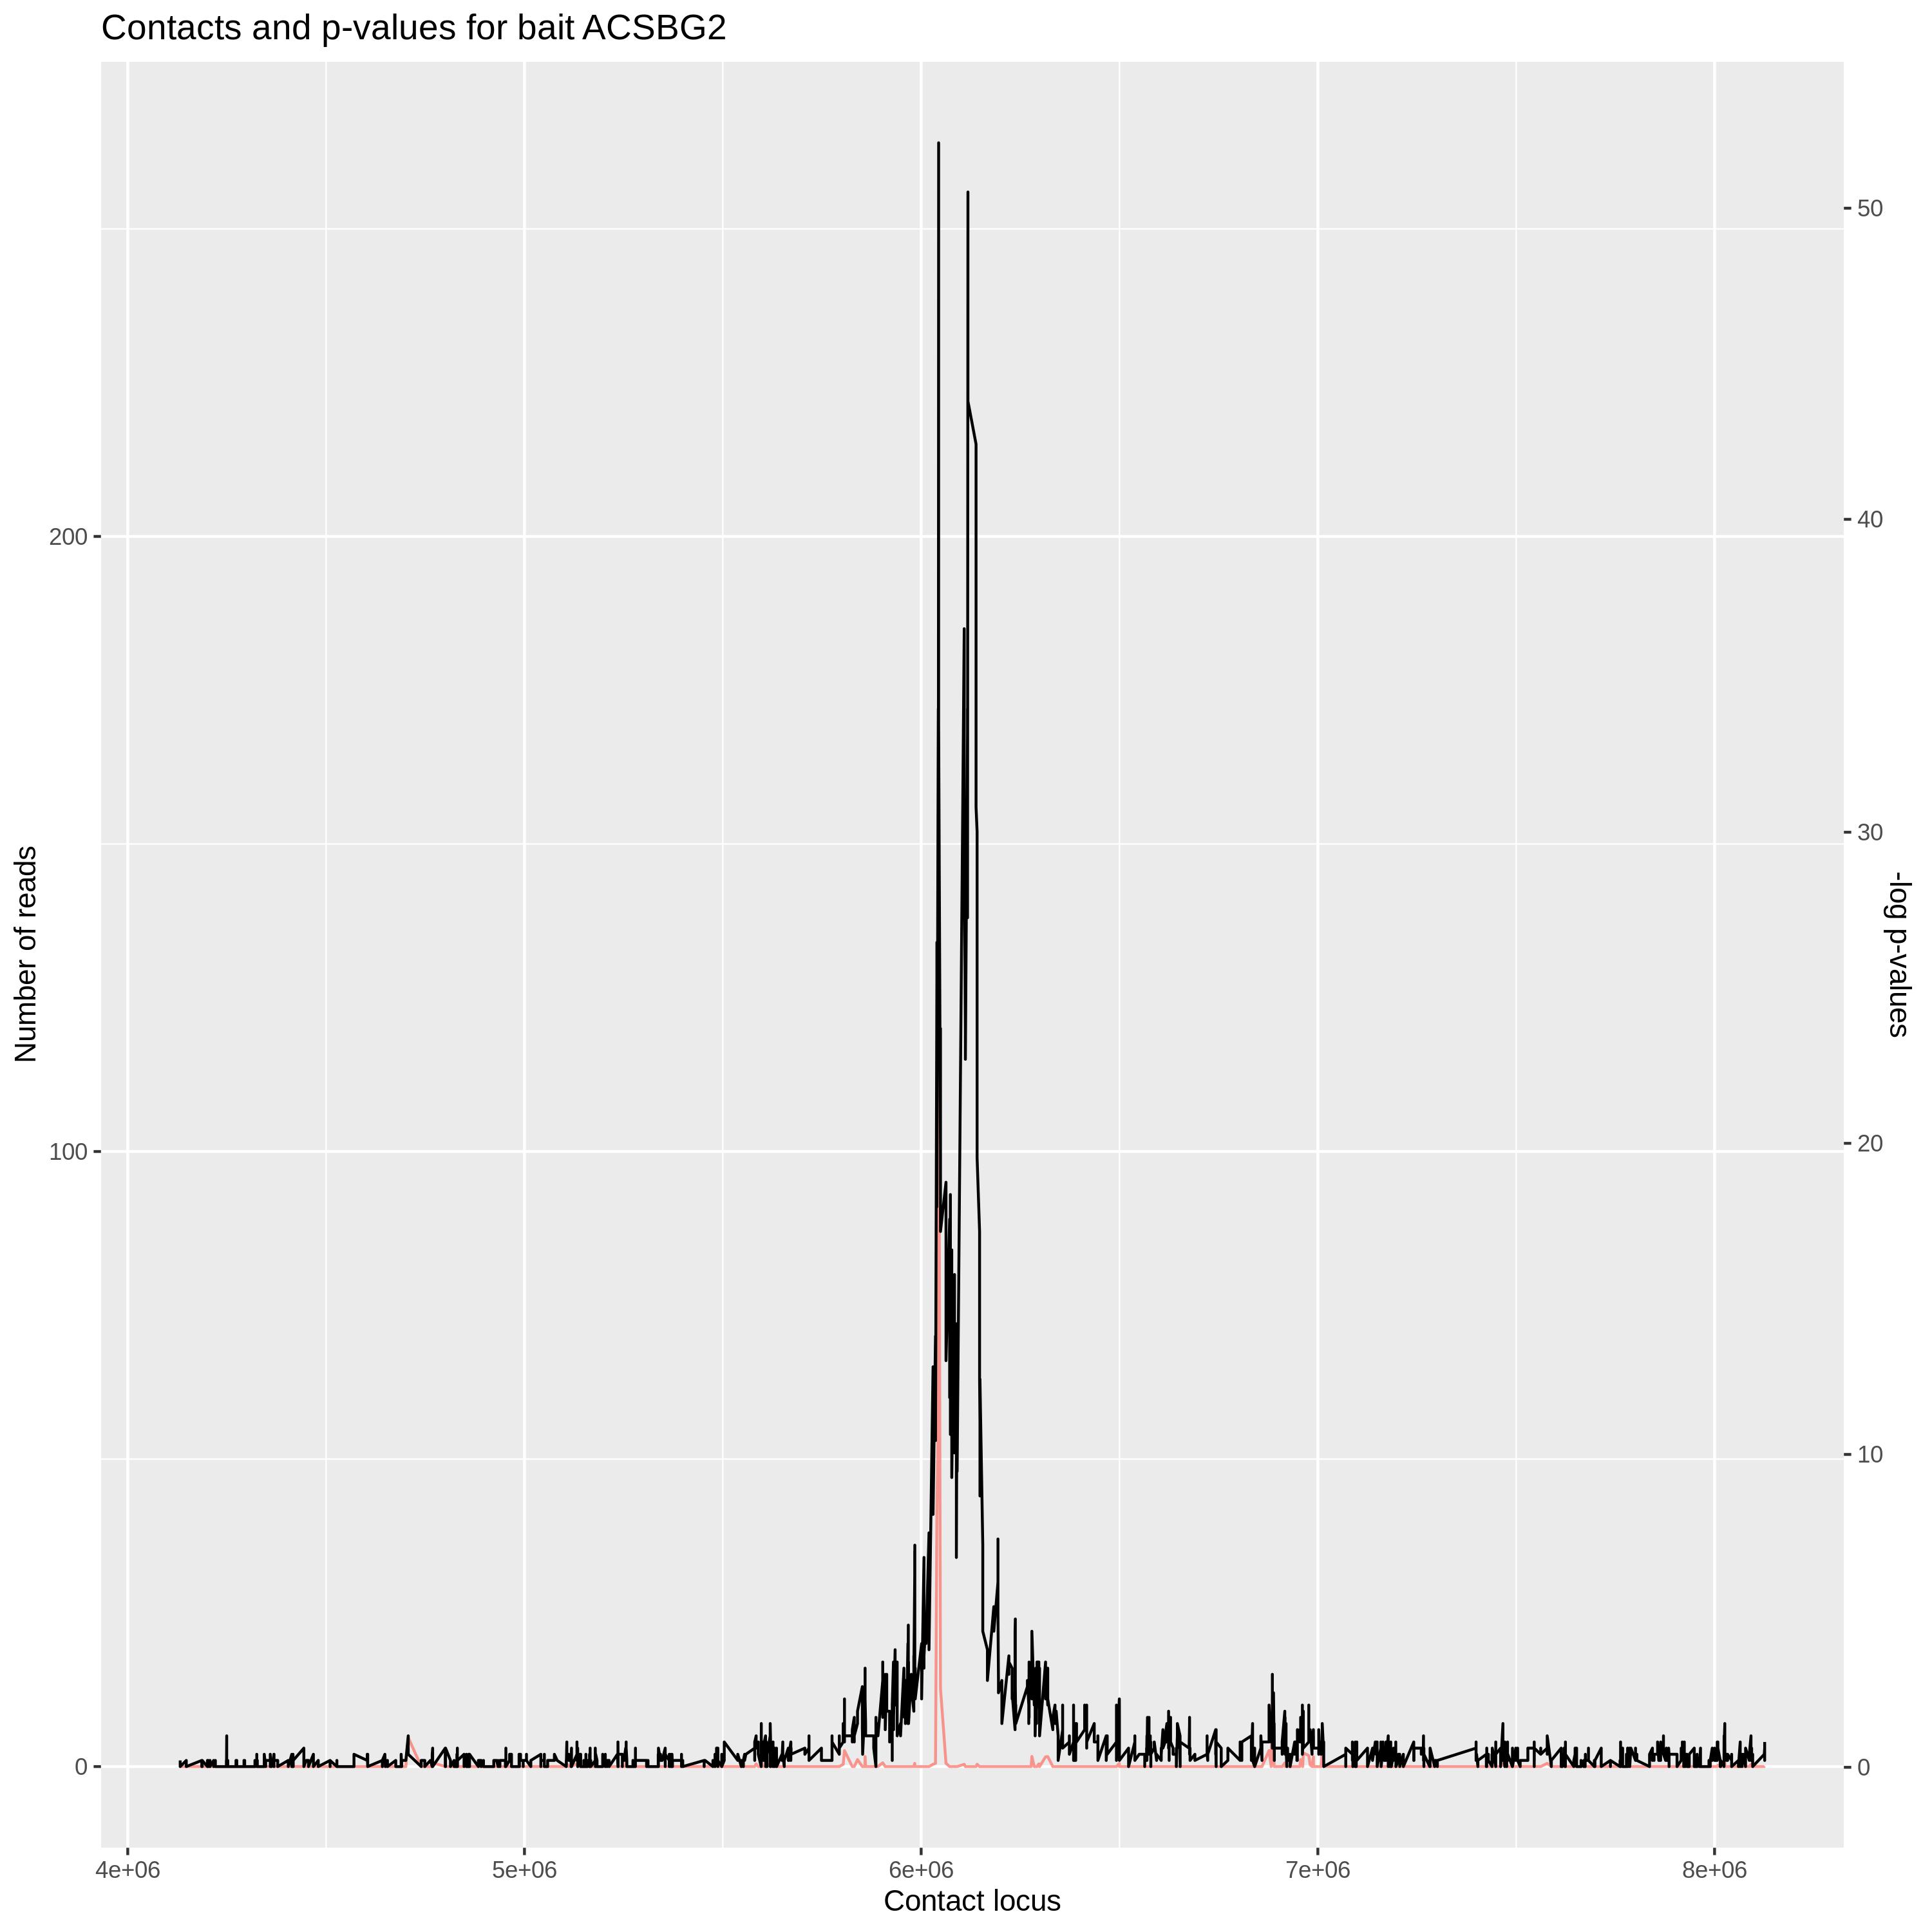 Contacts and p-values for bait ACSBG2
Number of reads
200
100
0
50
40
30
20
10
0
-log p-values
4e+06 5e+06 6e+06 7e+06 8e+06
Contact locus